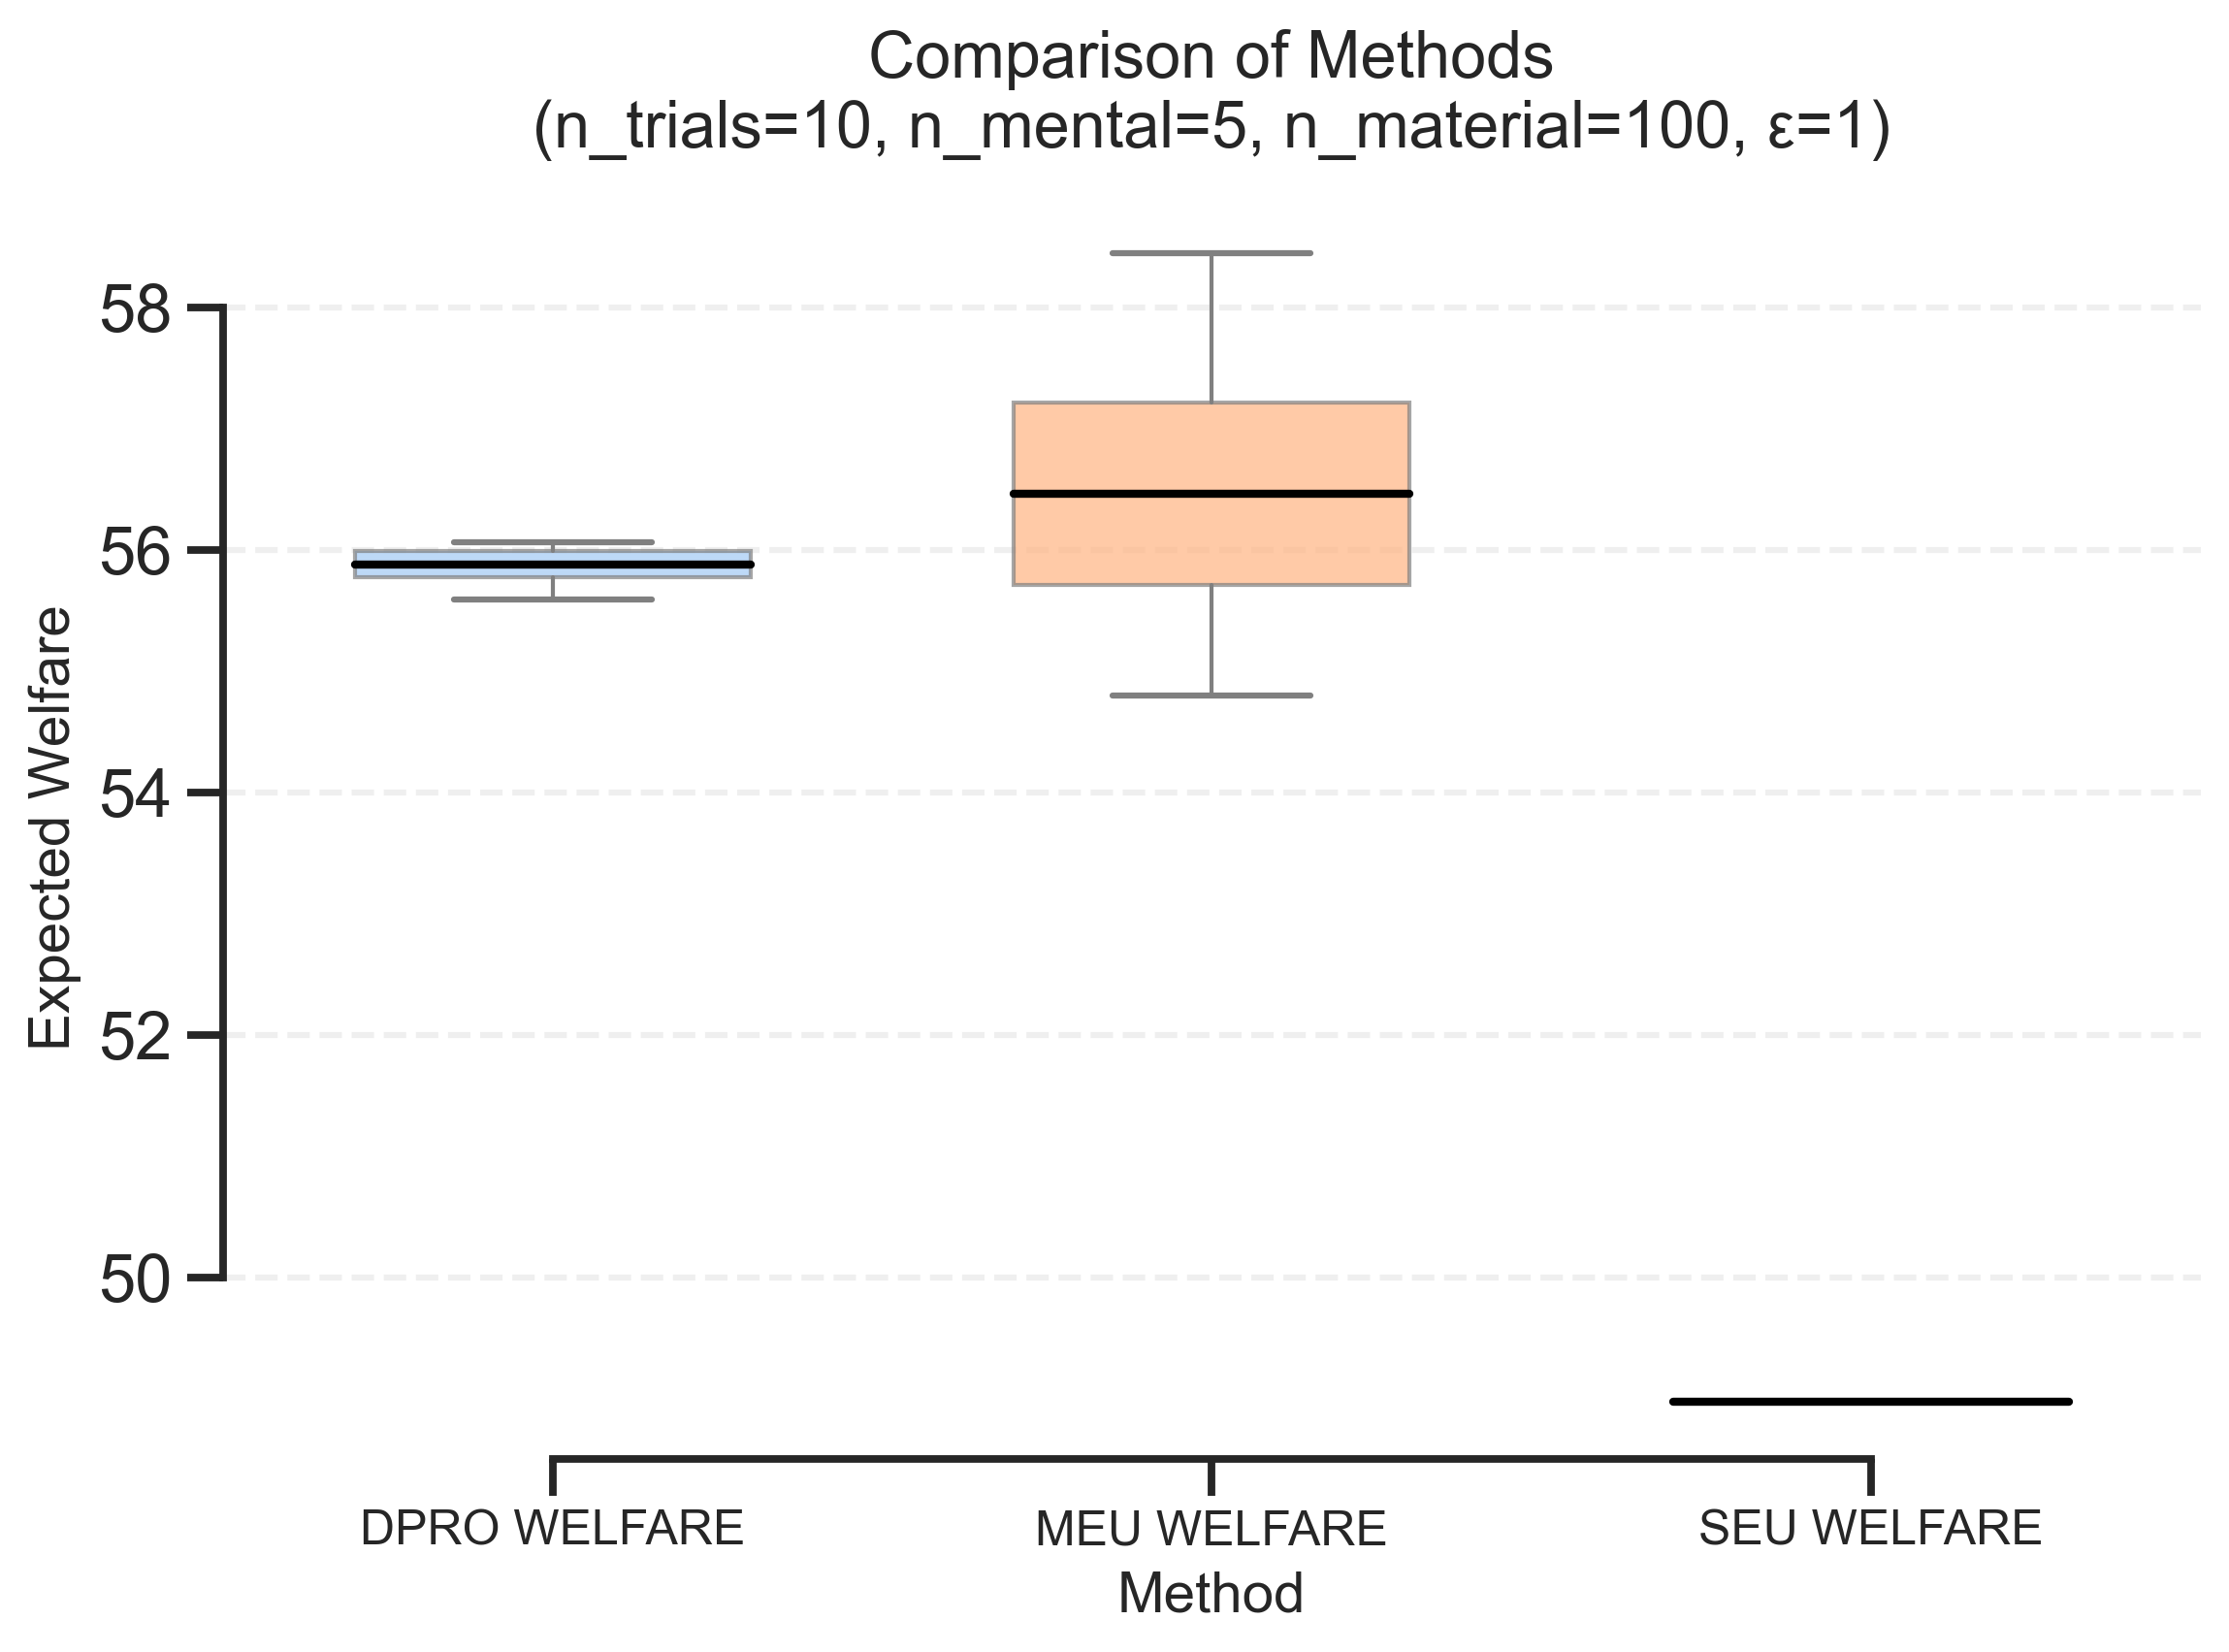 Comparison of Methods
(n_trials=10, n_mental=5, n_material=100, ε=1)
Expected Welfare
58
56
54
52
50
DPRO WELFARE
MEU WELFARE
SEU WELFARE
Method